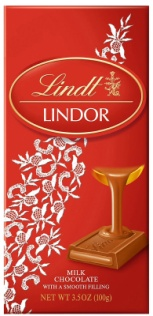 Lindt
LINDOR
MILK
CHOCOLATE
WITH A SMOOTH FILLING
NET WT 3.5 OZ (100g)